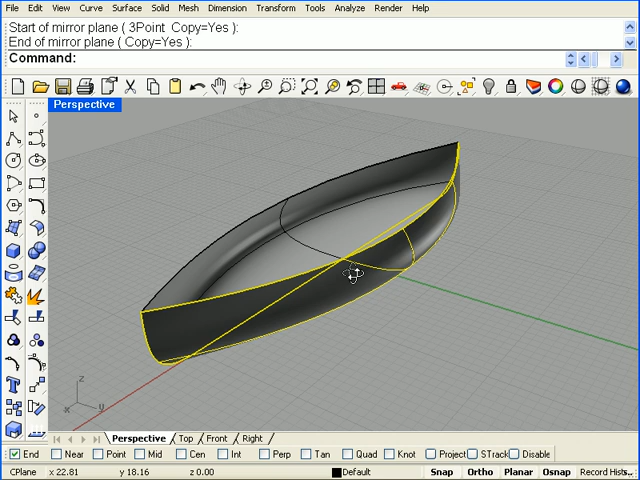 File Edit View Curve Surface Solid Mesh Dimension Transform Tools Analyze Render Help
Start of mirror plane ( 3Point Copy=Yes ):
End of mirror plane ( Copy=Yes ):
Command:
Perspective
z
x y
Perspective Top Front Right
End Near Point Mid Cen Int Perp Tan Quad Knot Project STrack Disable
CPlane x 22.81 y 18.16 z 0.00 Default Snap Ortho Planar Osnap Record Hist...